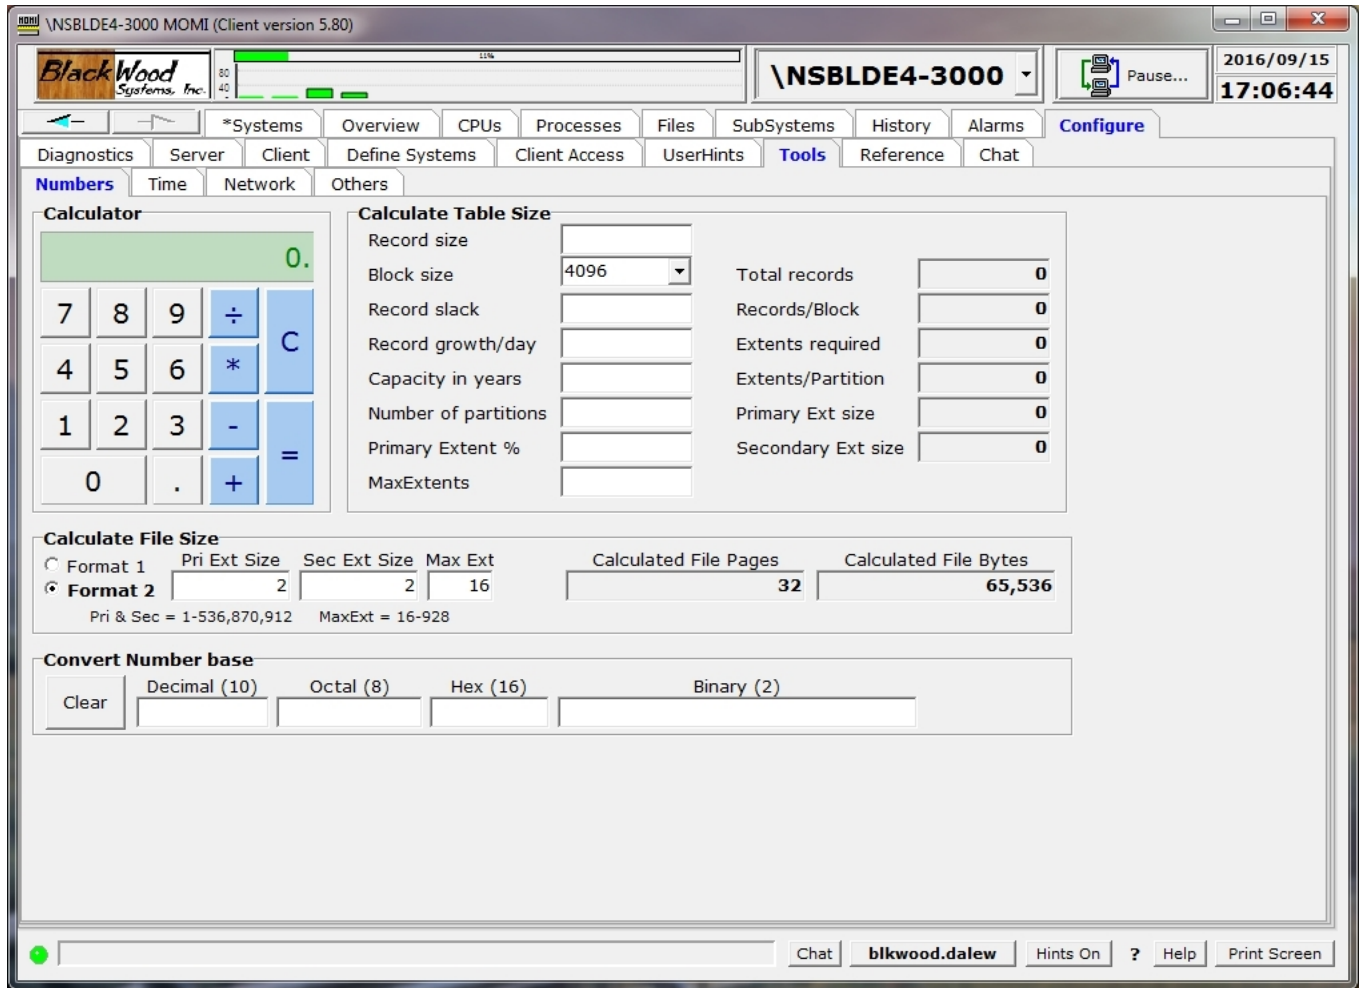 MOMI \NSBLDE4-3000 MOMI (Client version 5.80)
BlackWood Systems, Inc.
11%
80
40
\NSBLDE4-3000
Pause...
2016/09/15
17:06:44
*Systems Overview CPUs Processes Files SubSystems History Alarms Configure
Diagnostics Server Client Define Systems Client Access UserHints Tools Reference Chat
Numbers Time Network Others
Calculator
0.
7 8 9 ÷ C
4 5 6 *
1 2 3 - =
0 . +
Calculate Table Size
Record size
Block size 4096 Total records 0
Record slack Records/Block 0
Record growth/day Extents required 0
Capacity in years Extents/Partition 0
Number of partitions Primary Ext size 0
Primary Extent % Secondary Ext size 0
MaxExtents
Calculate File Size
Format 1 Pri Ext Size Sec Ext Size Max Ext Calculated File Pages Calculated File Bytes
Format 2 2 2 16 32 65,536
Pri & Sec = 1-536,870,912 MaxExt = 16-928
Convert Number base
Clear Decimal (10) Octal (8) Hex (16) Binary (2)
Chat blkwood.dalew Hints On ? Help Print Screen